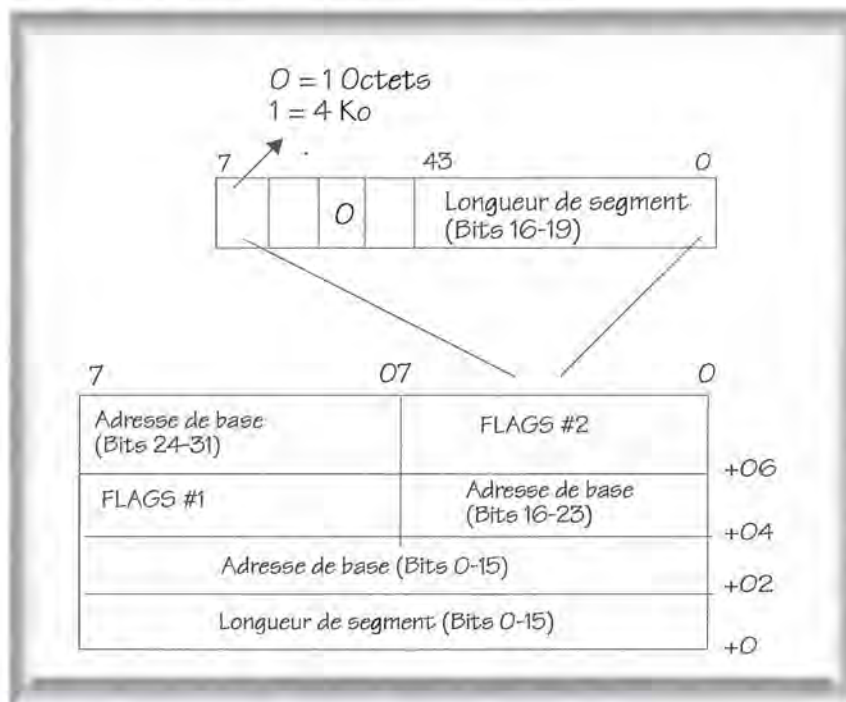 0 = 1 Octets
1 = 4 Ko
7 43 0
0
Longueur de segment
(Bits 16-19)
7 07 0
Adresse de base
(Bits 24-31)
FLAGS #2
+06
FLAGS #1
Adresse de base
(Bits 16-23)
+04
Adresse de base (Bits 0-15)
+02
Longueur de segment (Bits 0-15)
+0